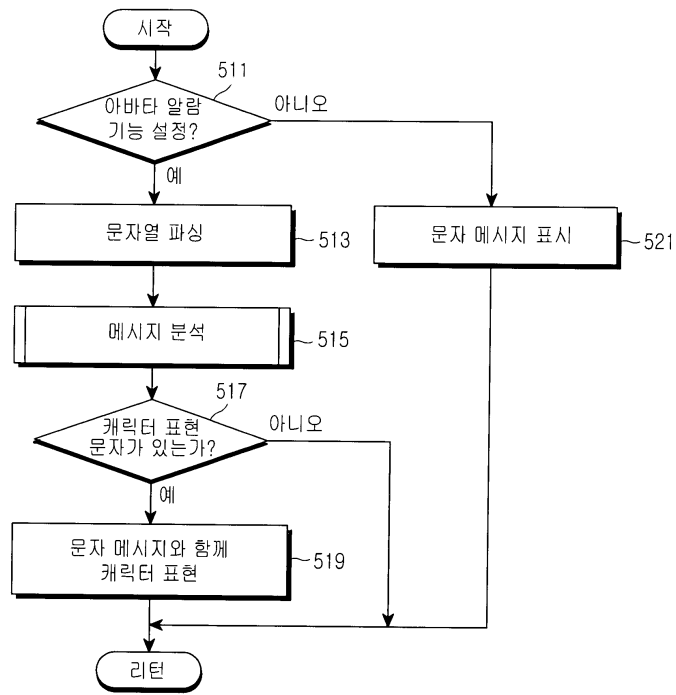 시작
511
아바타 알람
기능 설정?
아니오
예
문자열 파싱
513
문자 메시지 표시
521
메시지 분석
515
517
캐릭터 표현
문자가 있는가?
아니오
예
문자 메시지와 함께
캐릭터 표현
519
리턴